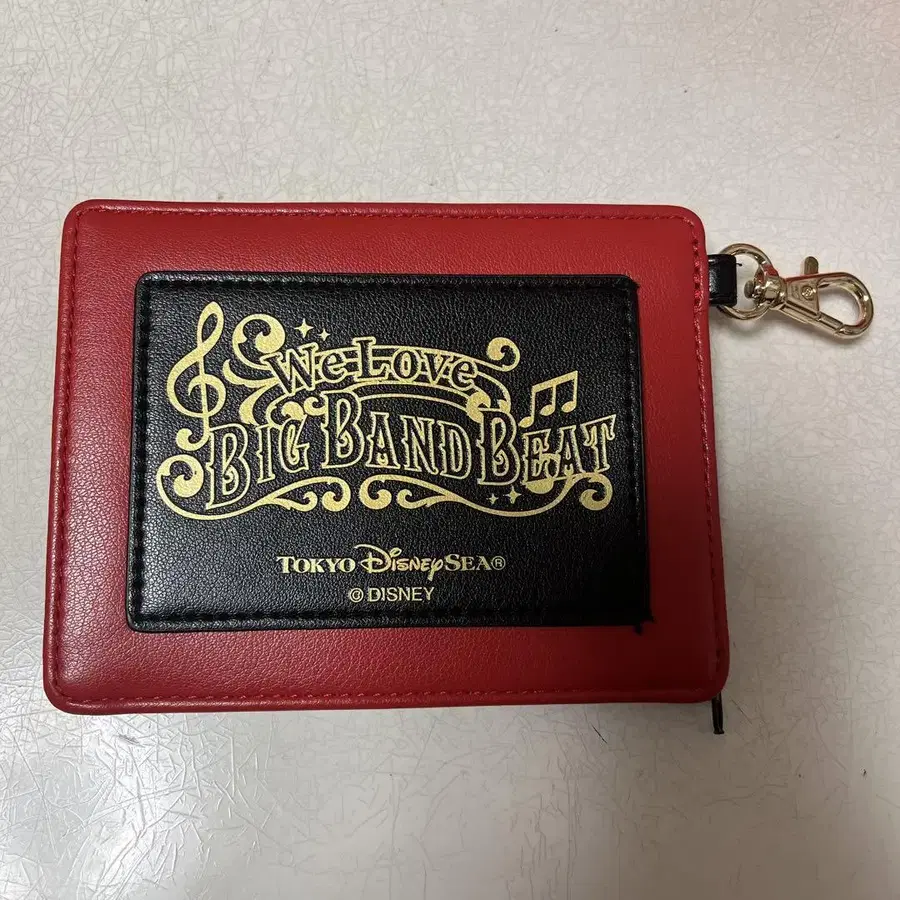 We Love
BIG BAND BEAT
TOKYO DISNEYSEA®
© DISNEY